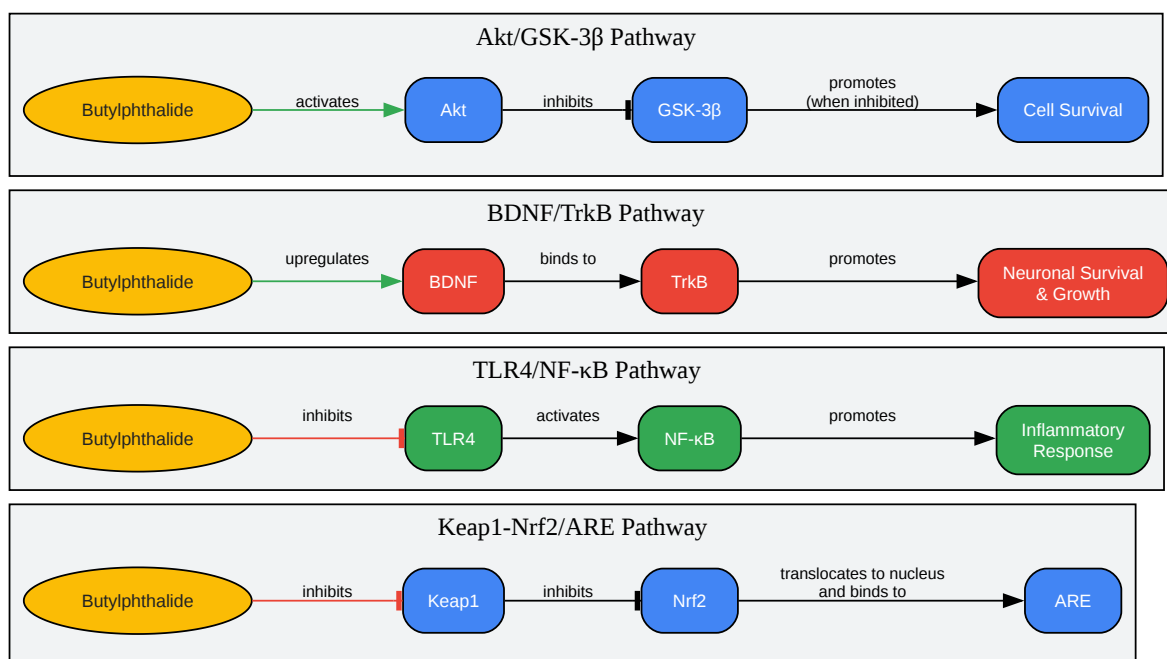 Akt/GSK-3β Pathway
Butylphthalide
activates
Akt
inhibits
GSK-3β
promotes
(when inhibited)
Cell Survival
BDNF/TrkB Pathway
Butylphthalide
upregulates
BDNF
binds to
TrkB
promotes
Neuronal Survival
& Growth
TLR4/NF-κB Pathway
Butylphthalide
inhibits
TLR4
activates
NF-κB
promotes
Inflammatory
Response
Keap1-Nrf2/ARE Pathway
Butylphthalide
inhibits
Keap1
inhibits
Nrf2
translocates to nucleus
and binds to
ARE